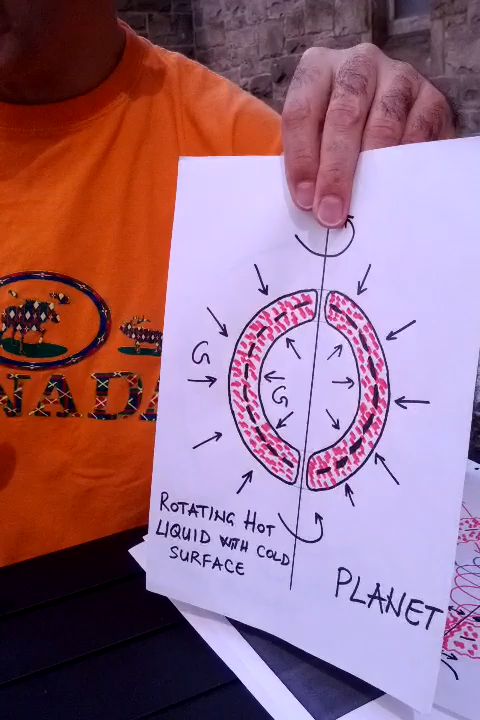 NADA
G
G
ROTATING HOT
LIQUID WITH COLD
SURFACE
PLANET